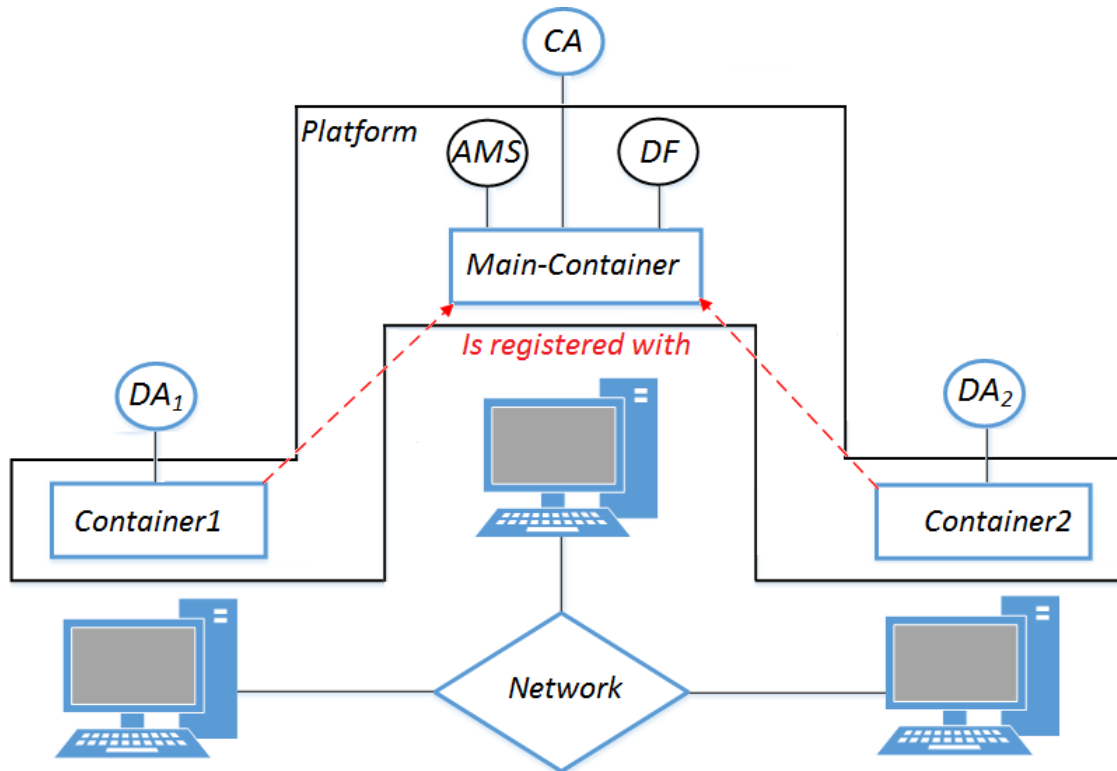 CA
Platform
AMS
DF
Main-Container
Is registered with
DA₁
DA₂
Container1
Container2
Network